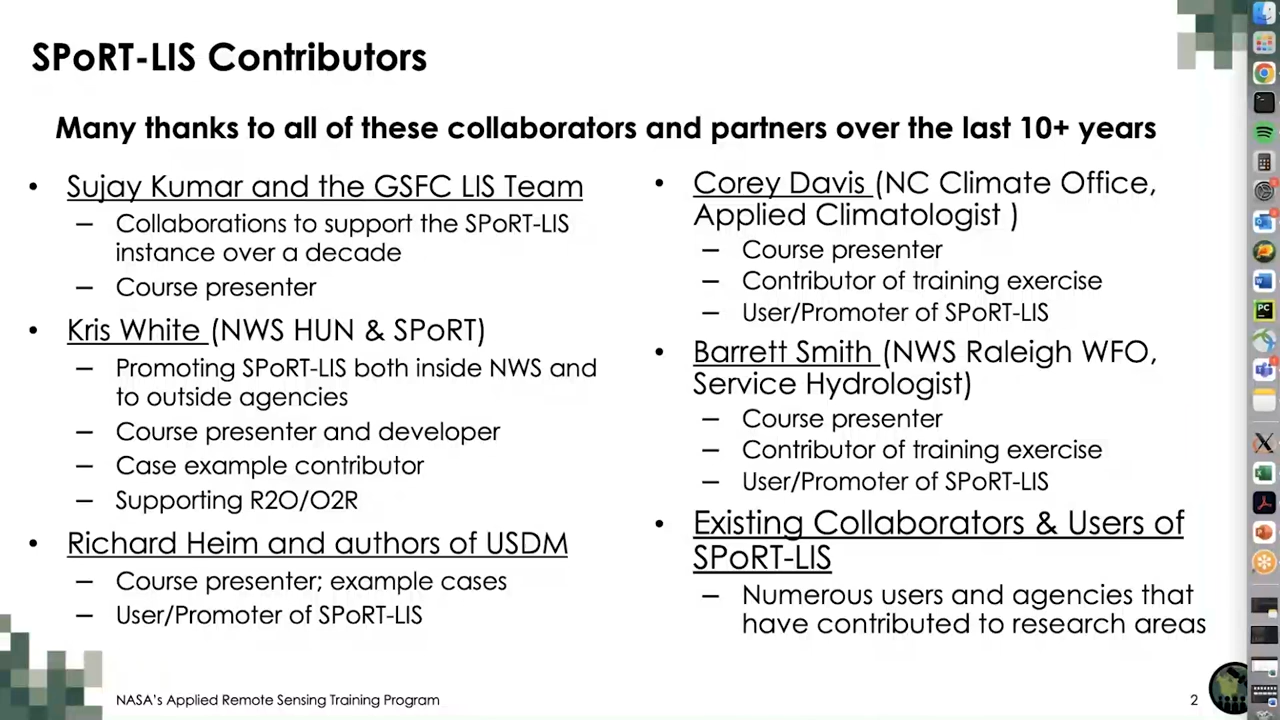 SPoRT-LIS Contributors
Many thanks to all of these collaborators and partners over the last 10+ years
• Sujay Kumar and the GSFC LIS Team
– Collaborations to support the SPoRT-LIS
instance over a decade
– Course presenter
• Kris White (NWS HUN & SPoRT)
– Promoting SPoRT-LIS both inside NWS and
to outside agencies
– Course presenter and developer
– Case example contributor
– Supporting R2O/O2R
• Richard Heim and authors of USDM
– Course presenter; example cases
– User/Promoter of SPoRT-LIS
• Corey Davis (NC Climate Office,
Applied Climatologist )
– Course presenter
– Contributor of training exercise
– User/Promoter of SPoRT-LIS
• Barrett Smith (NWS Raleigh WFO,
Service Hydrologist)
– Course presenter
– Contributor of training exercise
– User/Promoter of SPoRT-LIS
• Existing Collaborators & Users of
SPoRT-LIS
– Numerous users and agencies that
have contributed to research areas
NASA's Applied Remote Sensing Training Program
2
PC